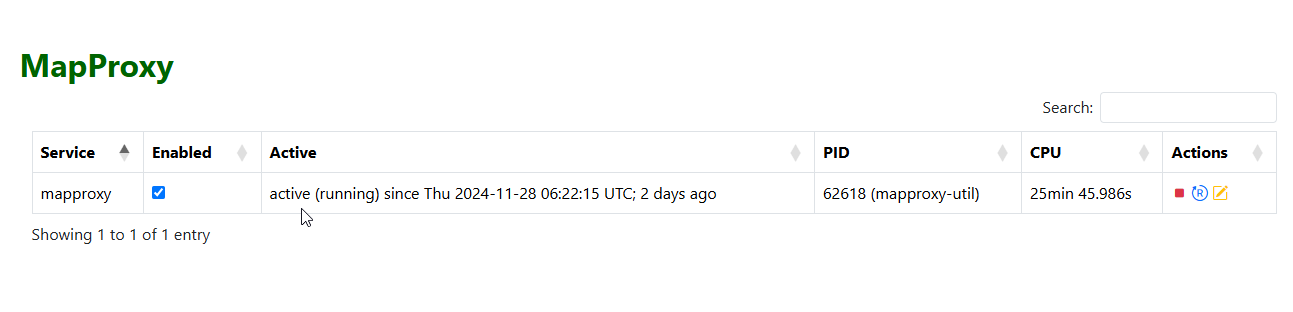 MapProxy
Search:
Service Enabled Active PID CPU Actions
mapproxy active (running) since Thu 2024-11-28 06:22:15 UTC; 2 days ago 62618 (mapproxy-util) 25min 45.986s R
Showing 1 to 1 of 1 entry